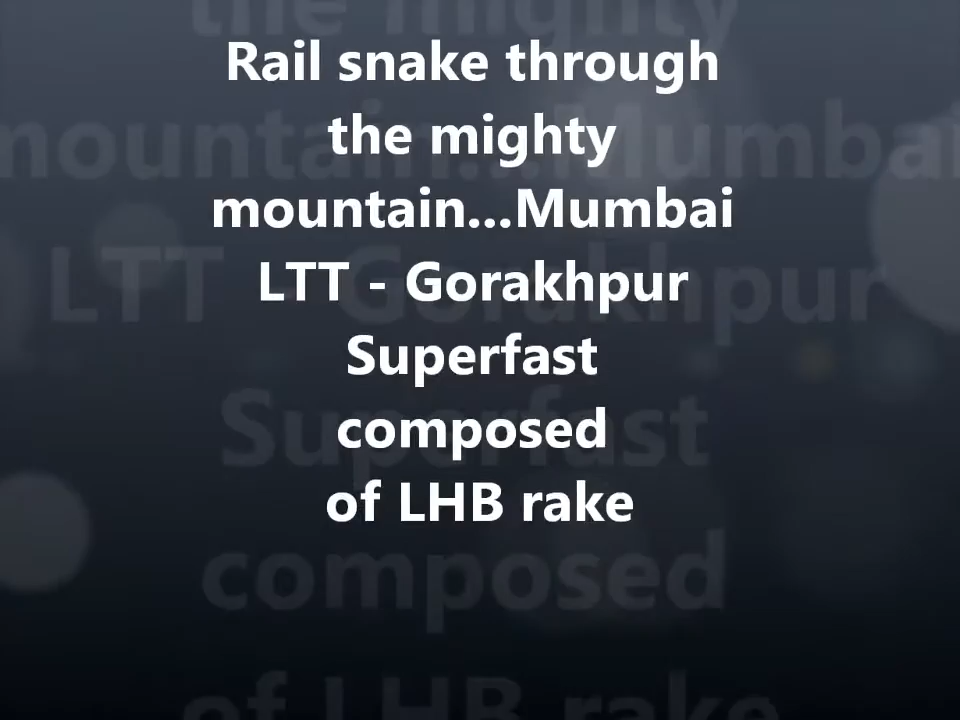 Rail snake through
the mighty
mountain...Mumbai
LTT - Gorakhpur
Superfast
composed
of LHB rake